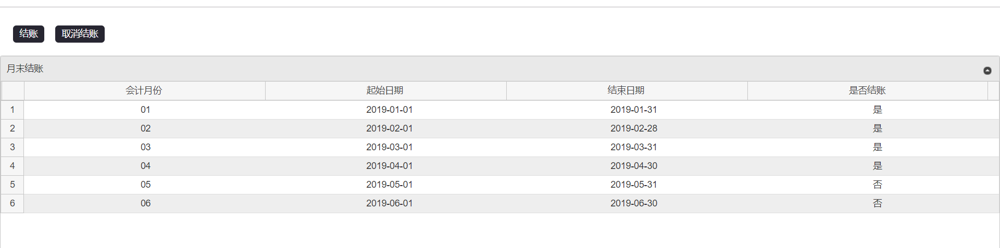 结账 取消结账
月末结账
会计月份 起始日期 结束日期 是否结账
1 01 2019-01-01 2019-01-31 是
2 02 2019-02-01 2019-02-28 是
3 03 2019-03-01 2019-03-31 是
4 04 2019-04-01 2019-04-30 是
5 05 2019-05-01 2019-05-31 否
6 06 2019-06-01 2019-06-30 否